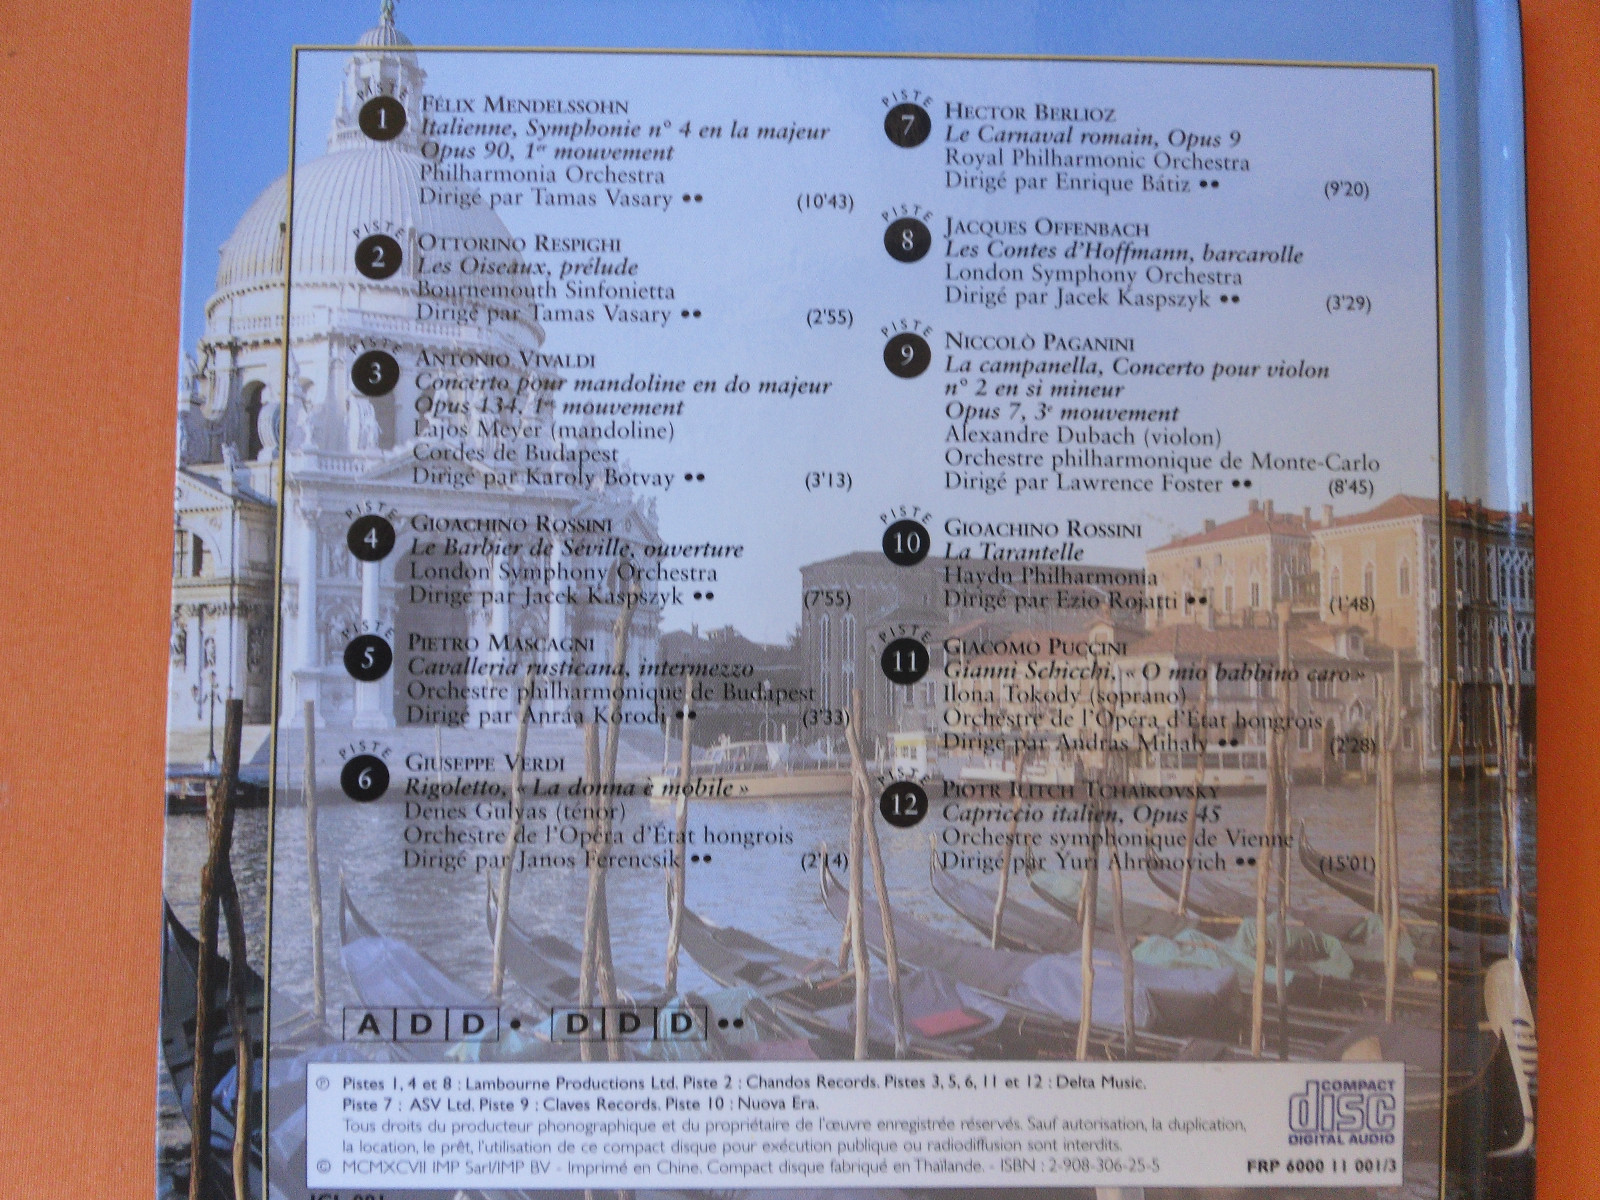 PISTE
1
FÉLIX MENDELSSOHN
Italienne, Symphonie n° 4 en la majeur
Opus 90, 1er mouvement
Philharmonia Orchestra
Dirigé par Tamas Vasary •• (10'43)
PISTE
2
OTTORINO RESPIGHI
Les Oiseaux, prélude
Bournemouth Sinfonietta
Dirigé par Tamas Vasary •• (2'55)
PISTE
3
ANTONIO VIVALDI
Concerto pour mandoline en do majeur
Opus 134, 1er mouvement
Lajos Meyer (mandoline)
Cordes de Budapest
Dirigé par Karoly Botvay •• (3'13)
PISTE
4
GIOACHINO ROSSINI
Le Barbier de Séville, ouverture
London Symphony Orchestra
Dirigé par Jacek Kaspszyk •• (7'55)
PISTE
5
PIETRO MASCAGNI
Cavalleria rusticana, intermezzo
Orchestre philharmonique de Budapest
Dirigé par Anráa Kórodi •• (3'33)
PISTE
6
GIUSEPPE VERDI
Rigoletto, « La donna è mobile »
Denes Gulyas (ténor)
Orchestre de l'Opéra d'État hongrois
Dirigé par Janos Ferencsik •• (2'14)
PISTE
7
HECTOR BERLIOZ
Le Carnaval romain, Opus 9
Royal Philharmonic Orchestra
Dirigé par Enrique Bátiz •• (9'20)
PISTE
8
JACQUES OFFENBACH
Les Contes d'Hoffmann, barcarolle
London Symphony Orchestra
Dirigé par Jacek Kaspszyk •• (3'29)
PISTE
9
NICCOLÒ PAGANINI
La campanella, Concerto pour violon
n° 2 en si mineur
Opus 7, 3e mouvement
Alexandre Dubach (violon)
Orchestre philharmonique de Monte-Carlo
Dirigé par Lawrence Foster •• (8'45)
PISTE
10
GIOACHINO ROSSINI
La Tarantelle
Haydn Philharmonia
Dirigé par Ezio Rojatti •• (1'48)
PISTE
11
GIACOMO PUCCINI
Gianni Schicchi, « O mio babbino caro »
Ilona Tokody (soprano)
Orchestre de l'Opéra d'État hongrois
Dirigé par Andras Mihaly •• (2'28)
PISTE
12
PIOTR ILITCH TCHAÏKOVSKY
Capriccio italien, Opus 45
Orchestre symphonique de Vienne
Dirigé par Yuri Ahronovich •• (15'01)
A D D • D D D ••
℗ Pistes 1, 4 et 8 : Lambourne Productions Ltd. Piste 2 : Chandos Records. Pistes 3, 5, 6, 11 et 12 : Delta Music.
Piste 7 : ASV Ltd. Piste 9 : Claves Records. Piste 10 : Nuova Era.
Tous droits du producteur phonographique et du propriétaire de l'œuvre enregistrée réservés. Sauf autorisation, la duplication,
la location, le prêt, l'utilisation de ce compact disque pour exécution publique ou radiodiffusion sont interdits.
© MCMXCVII IMP Sarl/IMP BV - Imprimé en Chine. Compact disque fabriqué en Thaïlande. - ISBN : 2-908-306-25-5
COMPACT
disc
DIGITAL AUDIO
FRP 6000 11 001/3